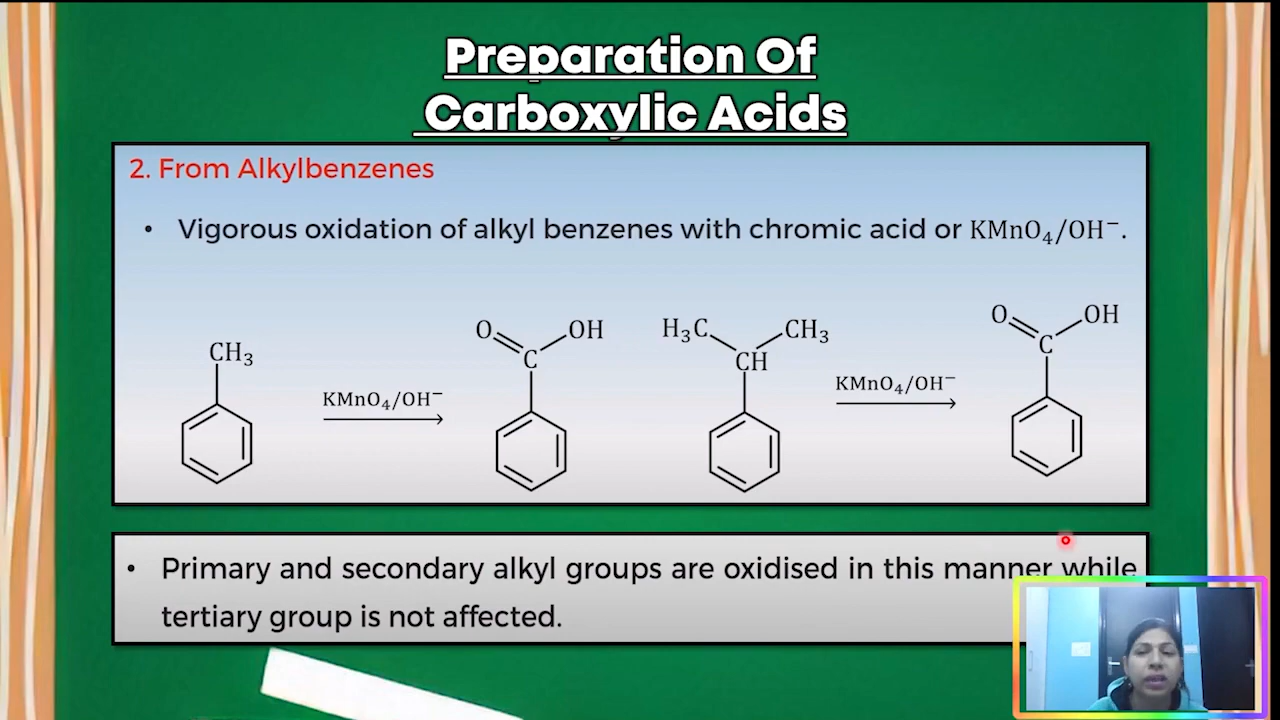 Preparation Of
Carboxylic Acids
2. From Alkylbenzenes
• Vigorous oxidation of alkyl benzenes with chromic acid or KMnO₄/OH⁻.
CH₃
KMnO₄/OH⁻
O
OH
C
H₃C
CH₃
CH
KMnO₄/OH⁻
O
OH
C
• Primary and secondary alkyl groups are oxidised in this manner while
tertiary group is not affected.